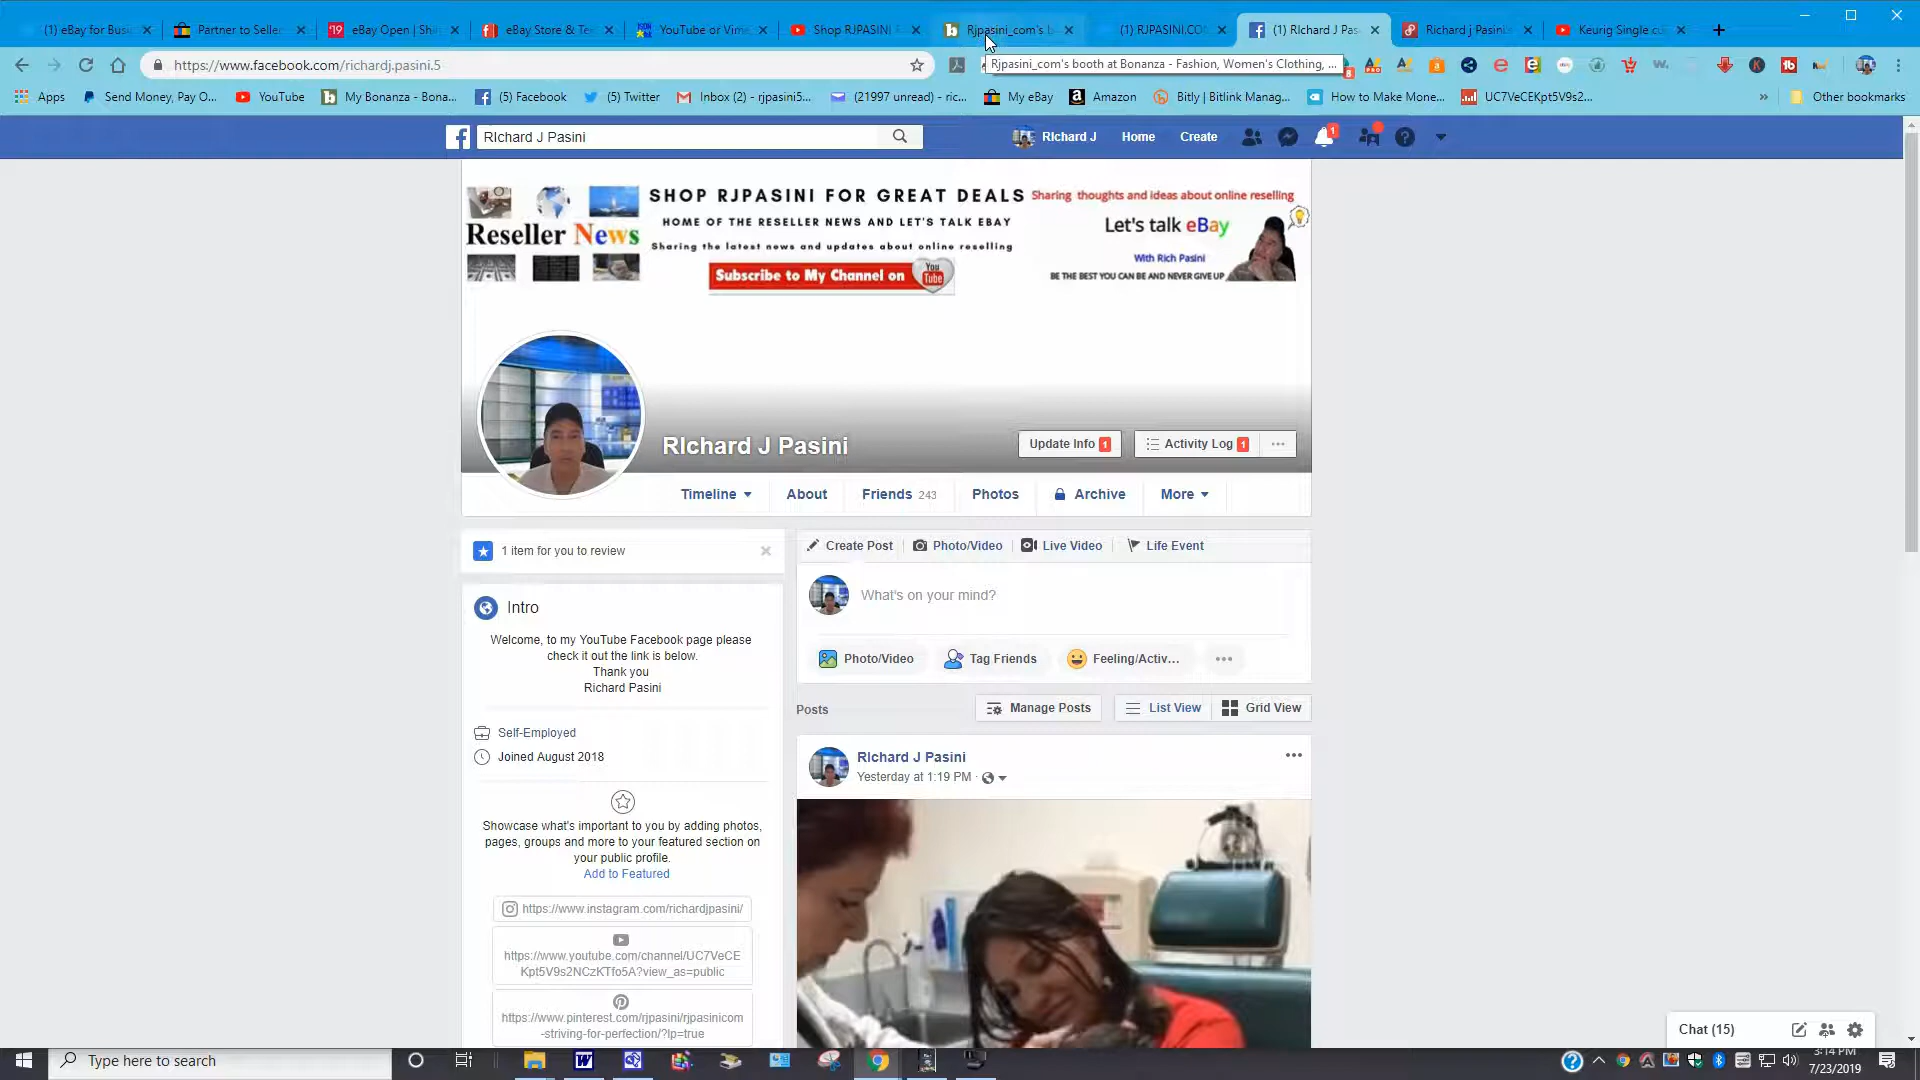 (1) eBay for Busi
Partner to Seller
eBay Open | Shi
eBay Store & Te
YouTube or Vime
Shop RJPASINI
Rjpasini_com's b
(1) RJPASINI.CO
(1) RIchard J Pas
Richard j Pasini's
Keurig Single cu
https://www.facebook.com/richardj.pasini.5
Rjpasini_com's booth at Bonanza - Fashion, Women's Clothing, ...
Apps
Send Money, Pay O...
YouTube
My Bonanza - Bona...
(5) Facebook
(5) Twitter
Inbox (2) - rjpasini5...
(21997 unread) - ric...
My eBay
Amazon
Bitly | Bitlink Manag...
How to Make Mone...
UC7VeCEKpt5V9s2...
Other bookmarks
RIchard J Pasini
RIchard J
Home
Create
1
Reseller News
SHOP RJPASINI FOR GREAT DEALS
HOME OF THE RESELLER NEWS AND LET'S TALK EBAY
Sharing the latest news and updates about online reselling
Subscribe to My Channel on
You Tube
Sharing thoughts and ideas about online reselling
Let's talk eBay
With Rich Pasini
BE THE BEST YOU CAN BE AND NEVER GIVE UP
RIchard J Pasini
Update Info 1
Activity Log 1
Timeline
About
Friends 243
Photos
Archive
More
1 item for you to review
Create Post
Photo/Video
Live Video
Life Event
What's on your mind?
Intro
Welcome, to my YouTube Facebook page please
check it out the link is below.
Thank you
Richard Pasini
Photo/Video
Tag Friends
Feeling/Activ...
Posts
Manage Posts
List View
Grid View
Self-Employed
Joined August 2018
RIchard J Pasini
Yesterday at 1:19 PM
Showcase what's important to you by adding photos,
pages, groups and more to your featured section on
your public profile.
Add to Featured
https://www.instagram.com/richardjpasini/
https://www.youtube.com/channel/UC7VeCE
Kpt5V9s2NCzKTfo5A?view_as=public
https://www.pinterest.com/rjpasini/rjpasinicom
-striving-for-perfection/?lp=true
Chat (15)
Type here to search
3:14 PM
7/23/2019